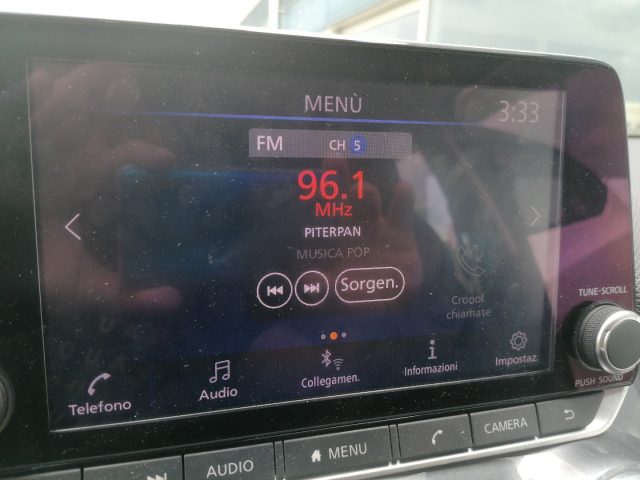 MENÙ 3:33
FM CH 5
96.1
MHz
PITERPAN
MUSICA POP
Sorgen.
Cronol.
chiamate
TUNE·SCROLL
PUSH SOUND
Telefono Audio Collegamen. Informazioni Impostaz.
AUDIO MENU CAMERA